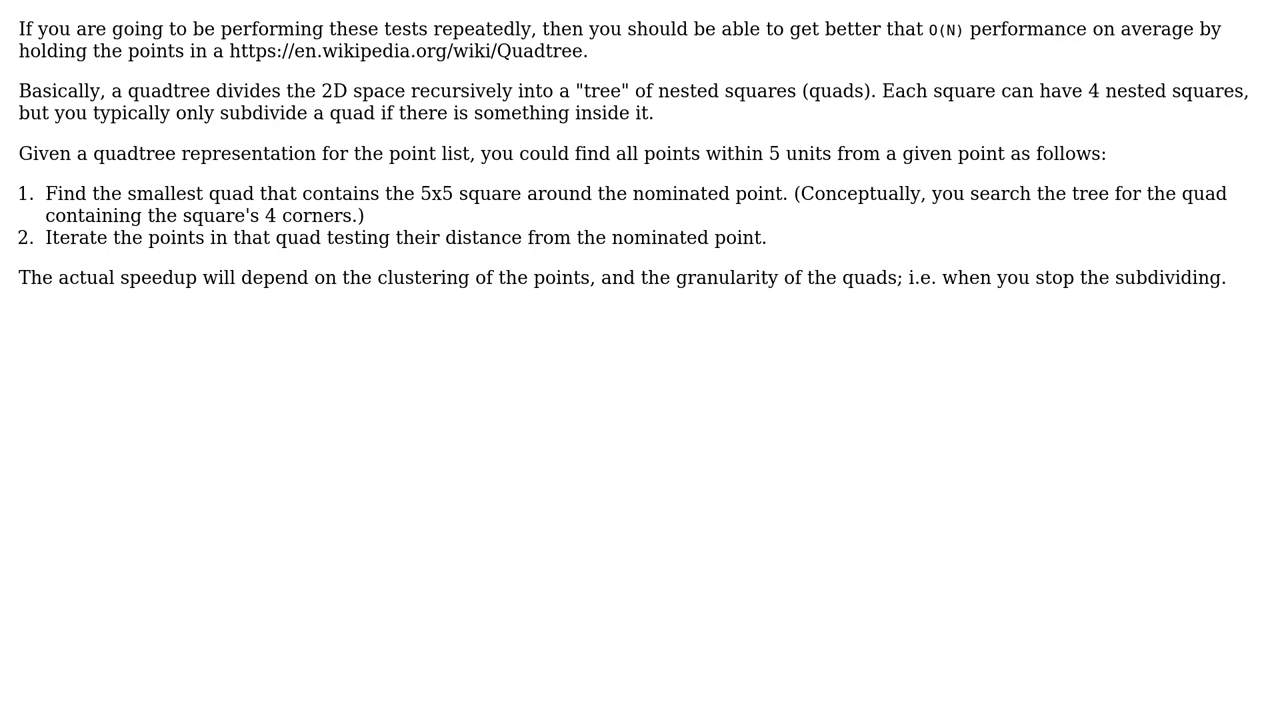 If you are going to be performing these tests repeatedly, then you should be able to get better that O(N) performance on average by
holding the points in a https://en.wikipedia.org/wiki/Quadtree.
Basically, a quadtree divides the 2D space recursively into a "tree" of nested squares (quads). Each square can have 4 nested squares,
but you typically only subdivide a quad if there is something inside it.
Given a quadtree representation for the point list, you could find all points within 5 units from a given point as follows:
1. Find the smallest quad that contains the 5x5 square around the nominated point. (Conceptually, you search the tree for the quad
containing the square's 4 corners.)
2. Iterate the points in that quad testing their distance from the nominated point.
The actual speedup will depend on the clustering of the points, and the granularity of the quads; i.e. when you stop the subdividing.